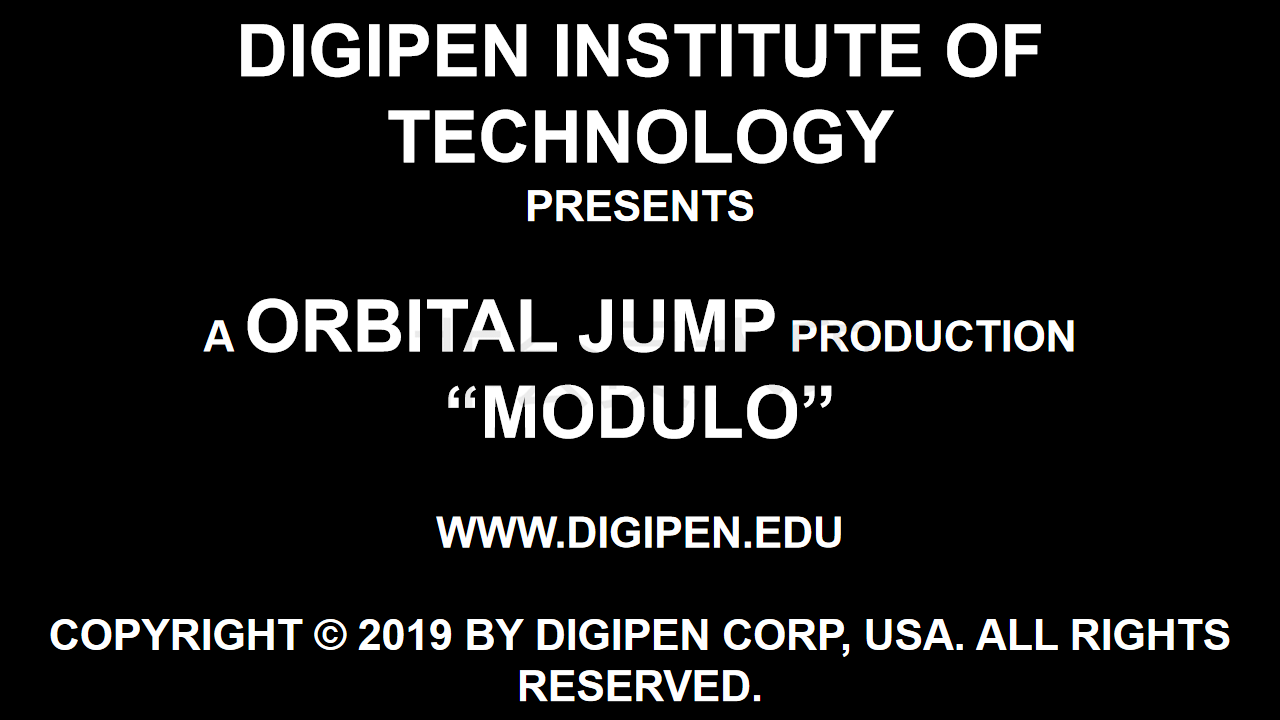 DIGIPEN INSTITUTE OF
TECHNOLOGY
PRESENTS
A ORBITAL JUMP PRODUCTION
“MODULO”
WWW.DIGIPEN.EDU
COPYRIGHT © 2019 BY DIGIPEN CORP, USA. ALL RIGHTS
RESERVED.